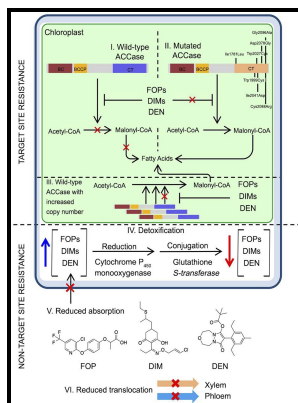 TARGET SITE RESISTANCE
NON-TARGET SITE RESISTANCE
Chloroplast
I. Wild-type
ACCase
II. Mutated
ACCase
Gly2096Ala
Asp2078Gly
Trp2027Cys
Ile1781Leu
BC BCCP CT
BC BCCP CT
Trp1999Cys
Ile2041Asp
Cys2088Arg
FOPs
DIMs
DEN
Acetyl-CoA Malonyl-CoA Acetyl-CoA Malonyl-CoA
Fatty Acids
III. Wild-type
ACCase with
increased
copy number
Acetyl-CoA Malonyl-CoA
FOPs
DIMs
DEN
IV. Detoxification
FOPs
DIMs
DEN
Reduction
Cytochrome P450
monooxygenase
Conjugation
Glutathione
S-transferase
FOPs
DIMs
DEN
V. Reduced absorption
FOP DIM DEN
VI. Reduced translocation
Xylem
Phloem